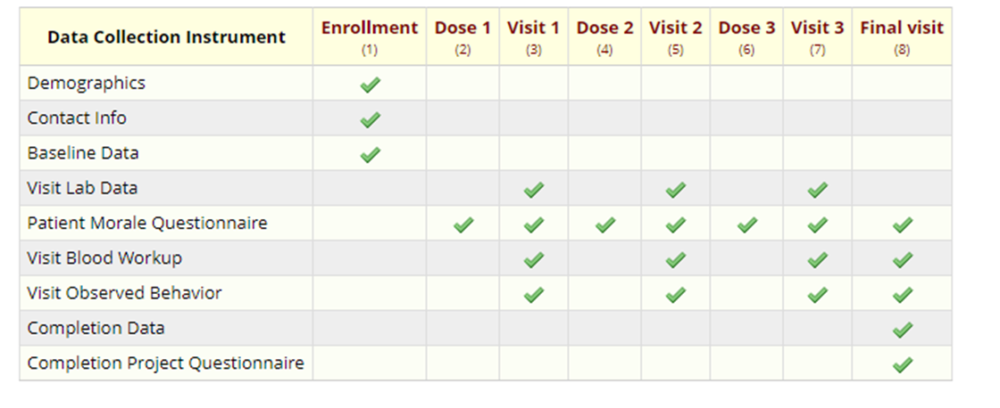 Data Collection Instrument Enrollment Dose 1 Visit 1 Dose 2 Visit 2 Dose 3 Visit 3 Final visit
(1) (2) (3) (4) (5) (6) (7) (8)
Demographics
Contact Info
Baseline Data
Visit Lab Data
Patient Morale Questionnaire
Visit Blood Workup
Visit Observed Behavior
Completion Data
Completion Project Questionnaire